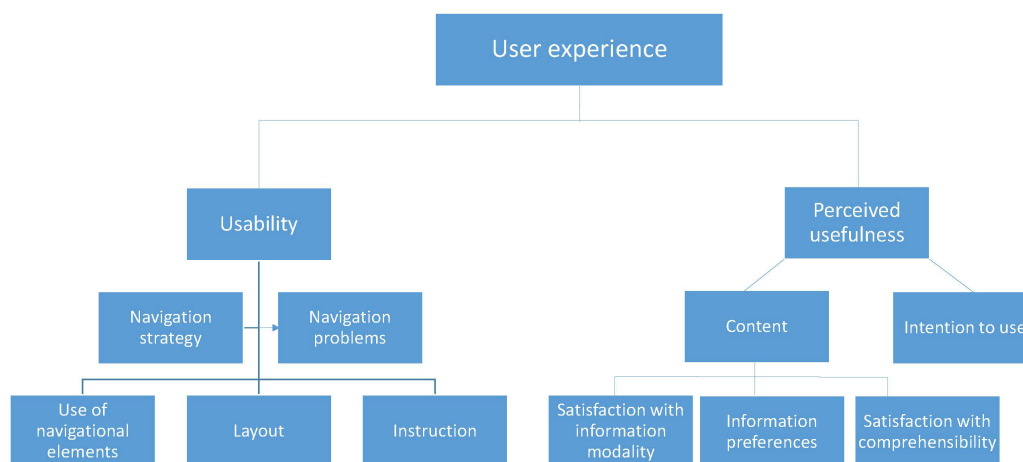 User experience
Usability
Perceived
usefulness
Navigation
strategy
Navigation
problems
Content
Intention to use
Use of
navigational
elements
Layout
Instruction
Satisfaction with
information
modality
Information
preferences
Satisfaction with
comprehensibility